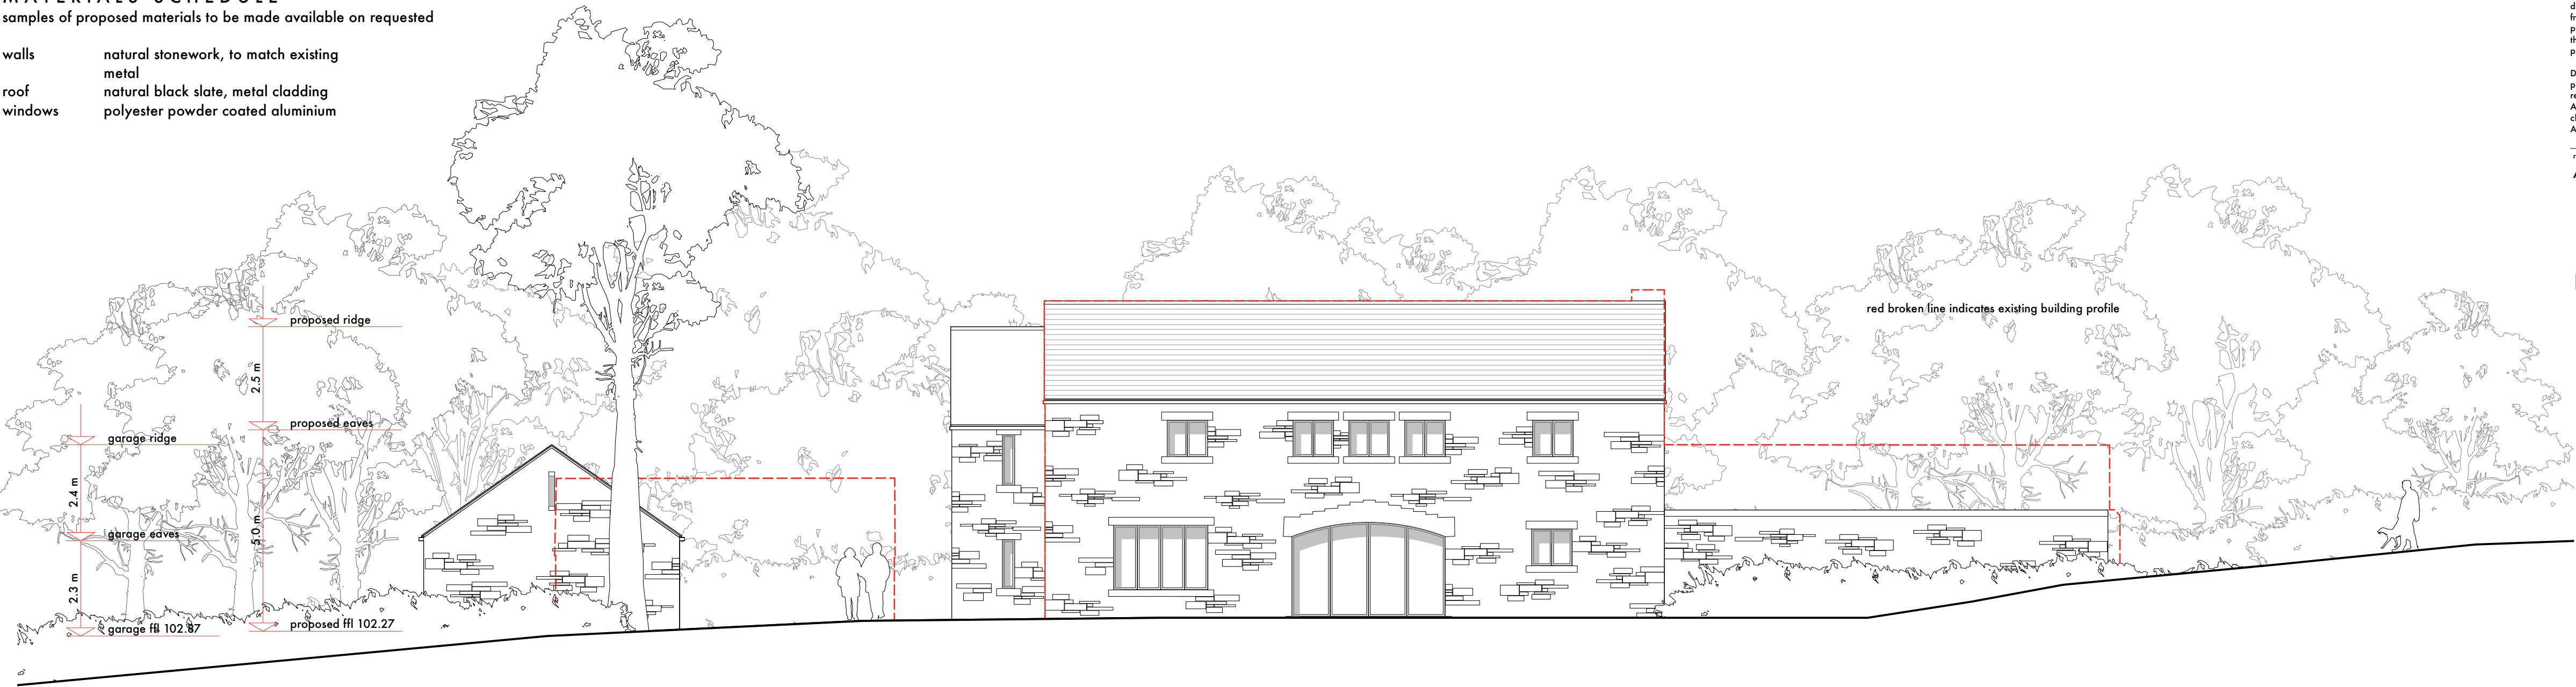 MATERIALS SCHEDULE
samples of proposed materials to be made available on requested
walls natural stonework, to match existing
metal
roof natural black slate, metal cladding
windows polyester powder coated aluminium
proposed ridge
2.5 m
proposed eaves
garage ridge
2.4 m
5.0 m
garage eaves
2.3 m
garage ffl 102.87
proposed ffl 102.27
red broken line indicates existing building profile